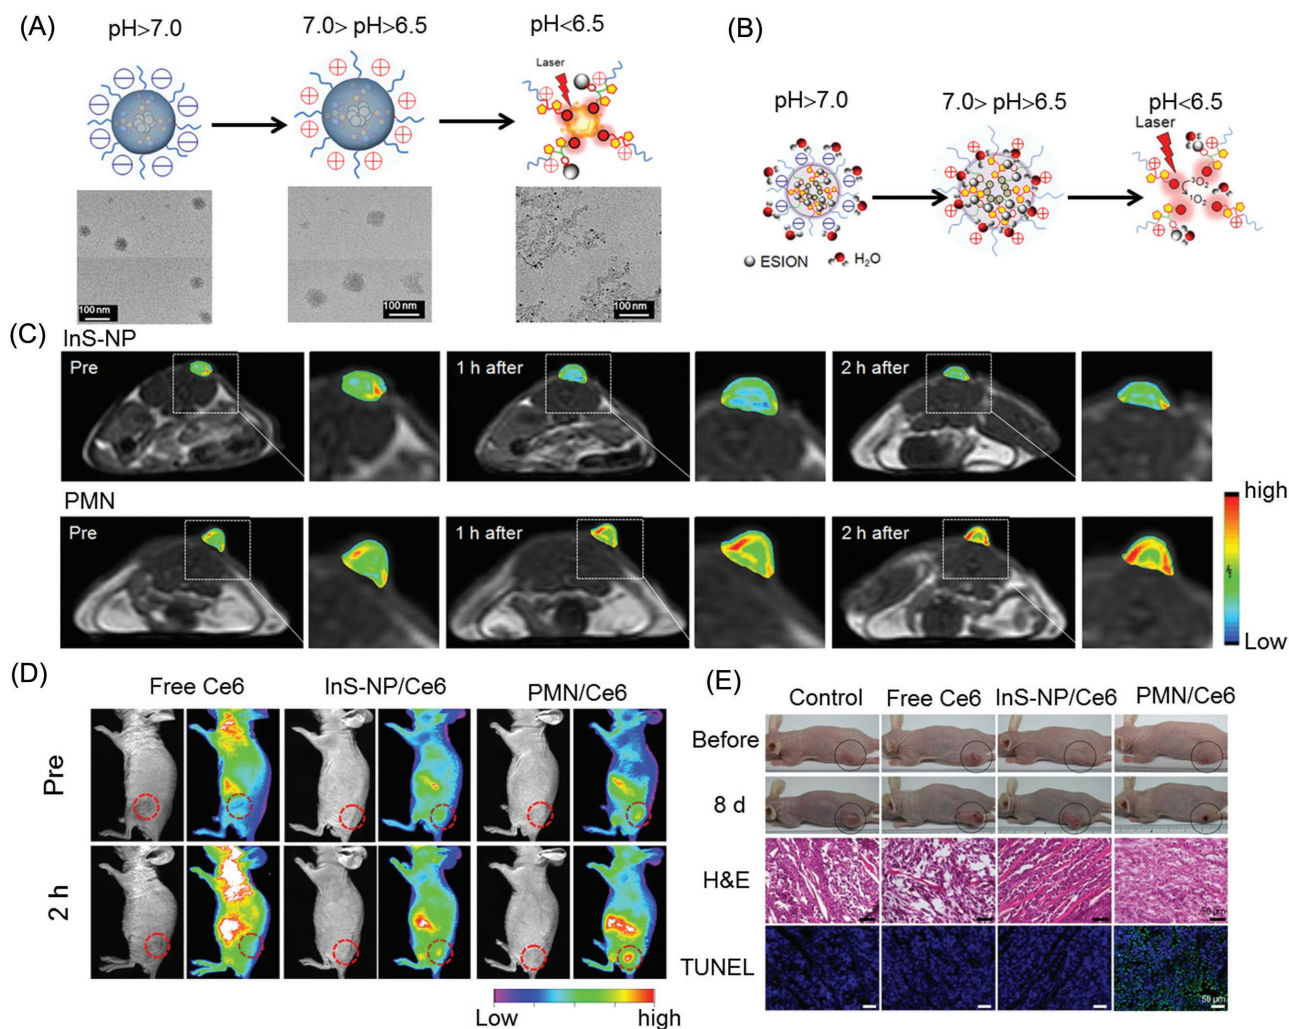 (A)
pH>7.0
7.0> pH>6.5
pH<6.5
Laser
100 nm
100 nm
100 nm
(B)
pH>7.0
7.0> pH>6.5
pH<6.5
Laser
³O₂
¹O₂
ESION
H₂O
(C)
InS-NP
Pre
1 h after
2 h after
PMN
Pre
1 h after
2 h after
high
Low
(D)
Free Ce6
InS-NP/Ce6
PMN/Ce6
Pre
2 h
Low
high
(E)
Control
Free Ce6
InS-NP/Ce6
PMN/Ce6
Before
8 d
H&E
50 μm
TUNEL
50 μm